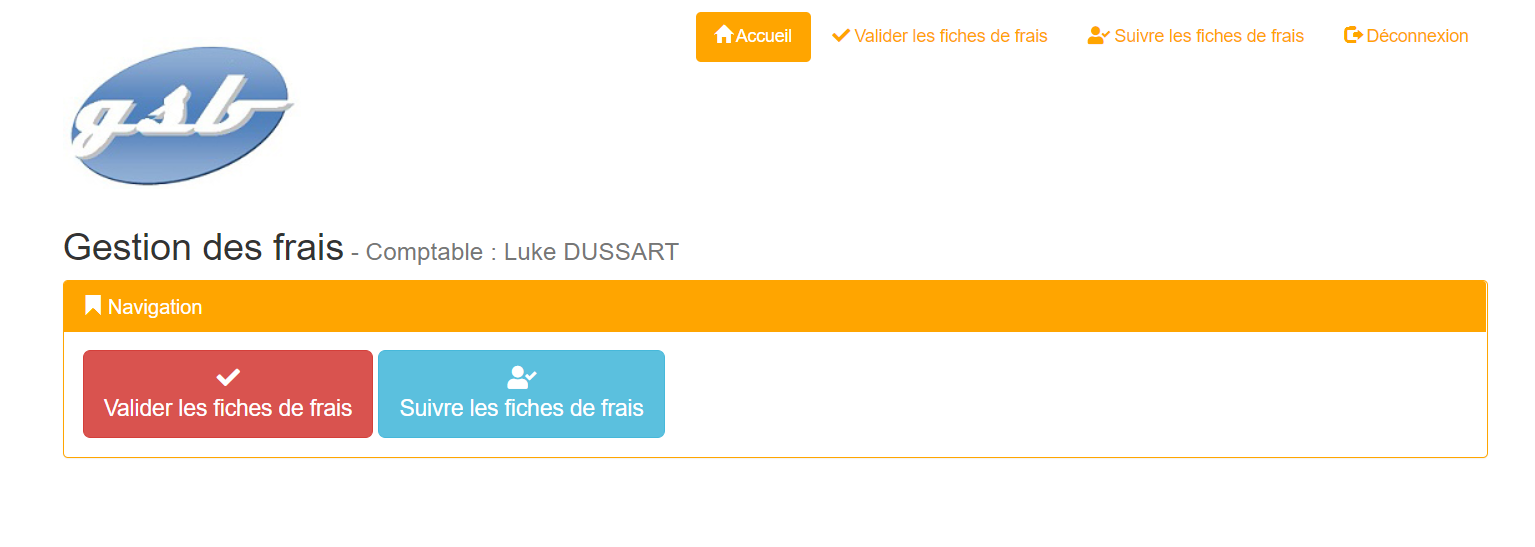 Accueil Valider les fiches de frais Suivre les fiches de frais Déconnexion
gsb
Gestion des frais - Comptable : Luke DUSSART
Navigation
Valider les fiches de frais Suivre les fiches de frais